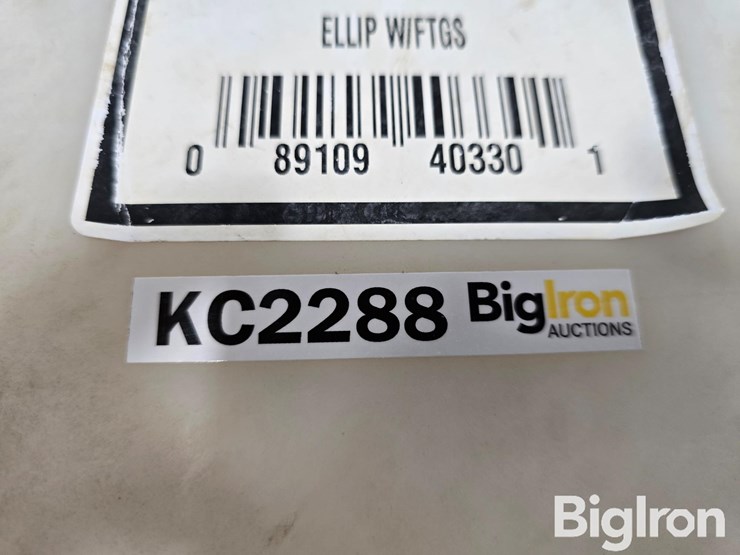 ELLIP W/FTGS
0 89109 40330 1
KC2288 BigIron
AUCTIONS
BigIron